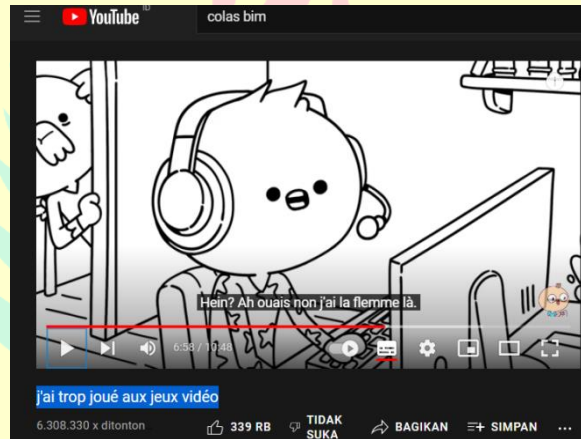 YouTube ID
colas bim
Hein? Ah ouais non j'ai la flemme là.
6:58 / 10:48
j'ai trop joué aux jeux vidéo
6.308.330 x ditonton
339 RB
TIDAK
SUKA
BAGIKAN
SIMPAN